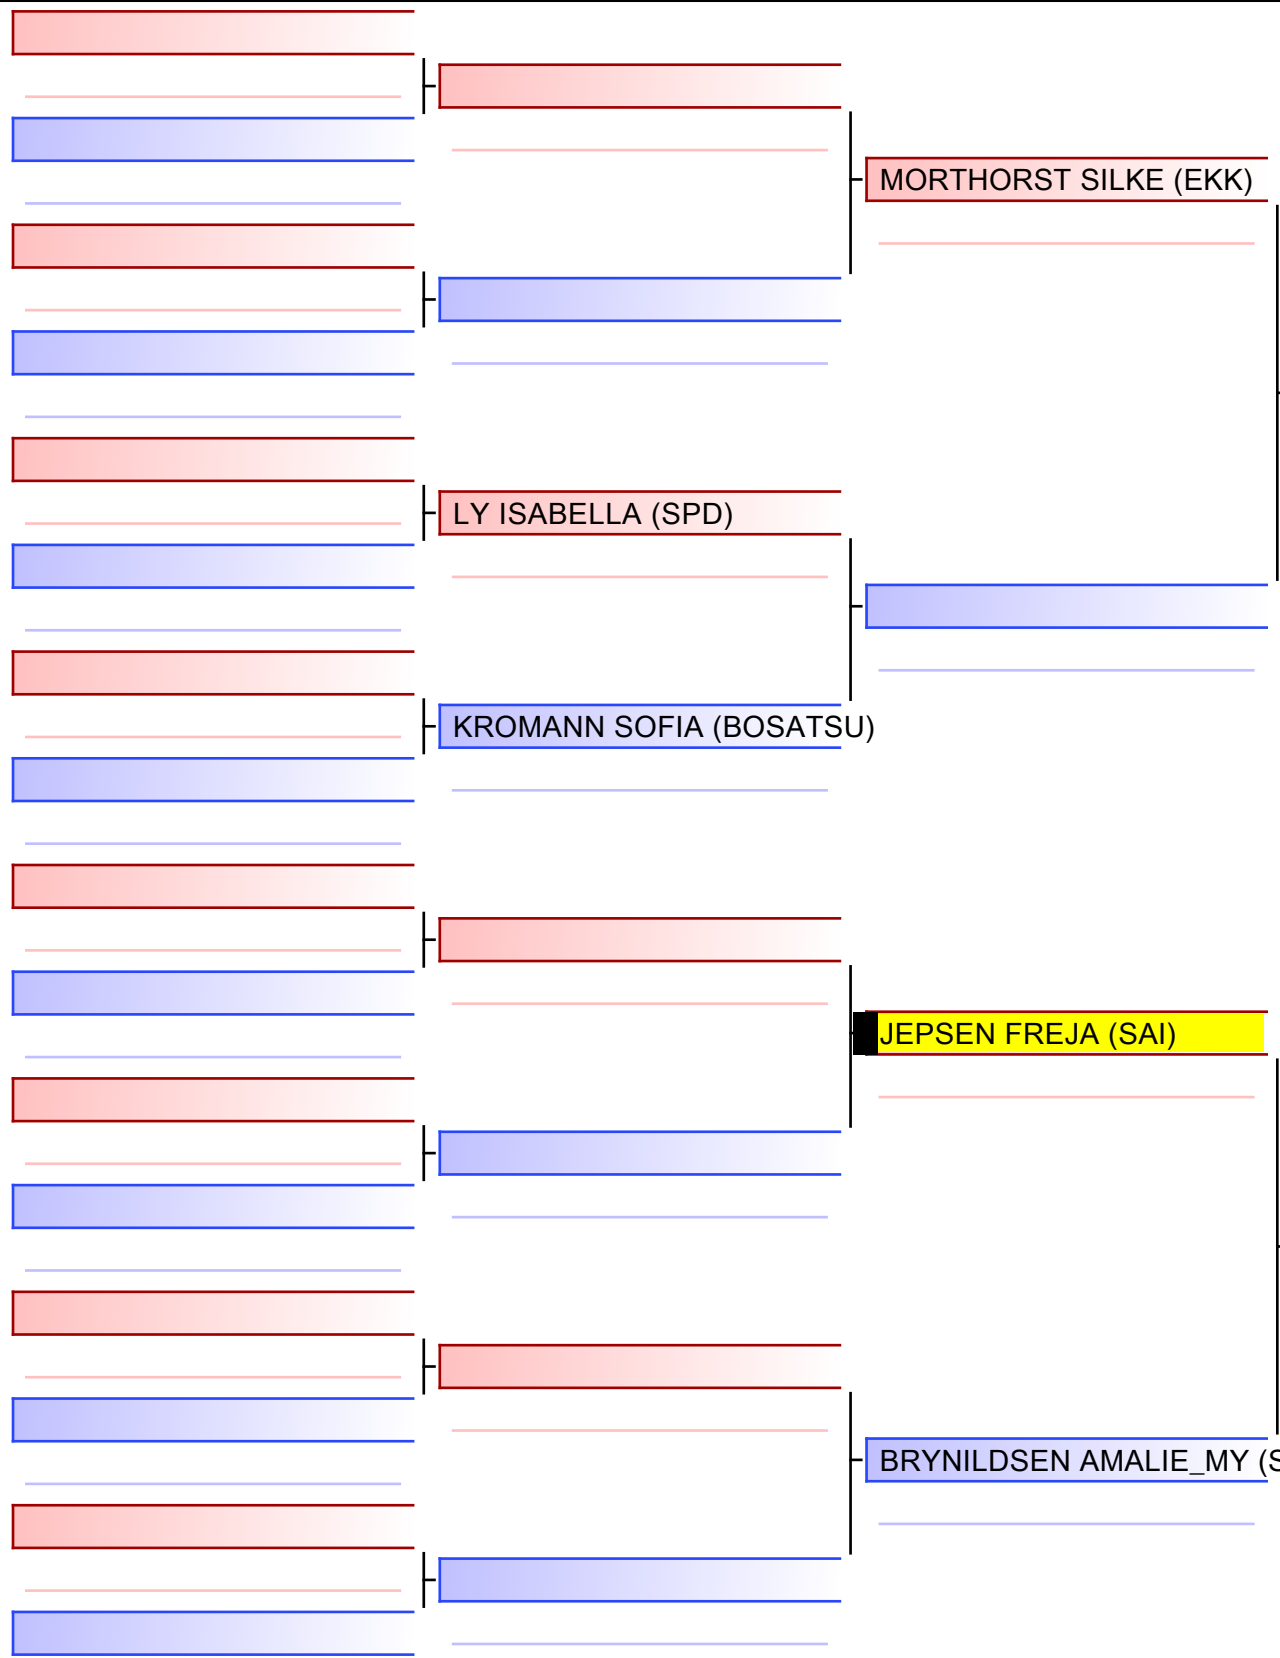 MORTHORST SILKE (EKK)
LY ISABELLA (SPD)
KROMANN SOFIA (BOSATSU)
JEPSEN FREJA (SAI)
BRYNILDSEN AMALIE_MY (